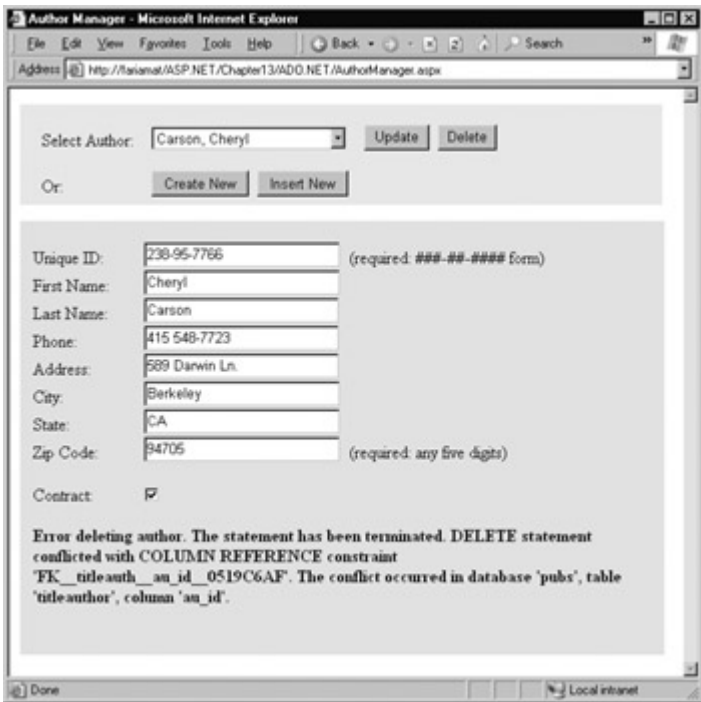 Author Manager - Microsoft Internet Explorer
File Edit View Favorites Tools Help Back Search »
Address http://fariamat/ASP.NET/Chapter13/ADO.NET/AuthorManager.aspx
Select Author: Carson, Cheryl Update Delete
Or: Create New Insert New
Unique ID: 238-95-7766 (required: ###-##-#### form)
First Name: Cheryl
Last Name: Carson
Phone: 415 548-7723
Address: 589 Darwin Ln.
City: Berkeley
State: CA
Zip Code: 94705 (required: any five digits)
Contract:
Error deleting author. The statement has been terminated. DELETE statement
conflicted with COLUMN REFERENCE constraint
'FK__titleauth__au_id__0519C6AF'. The conflict occurred in database 'pubs', table
'titleauthor', column 'au_id'.
Done Local intranet